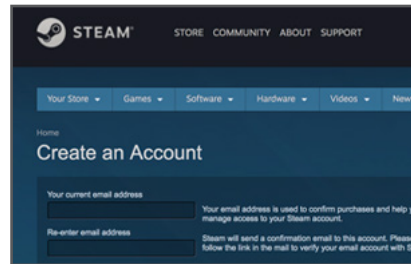 STEAM
STORE COMMUNITY ABOUT SUPPORT
Your Store Games Software Hardware Videos New
Home
Create an Account
Your current email address
Your email address is used to confirm purchases and help y
manage access to your Steam account.
Re-enter email address
Steam will send a confirmation email to this account. Please
follow the link in the mail to verify your email account with S